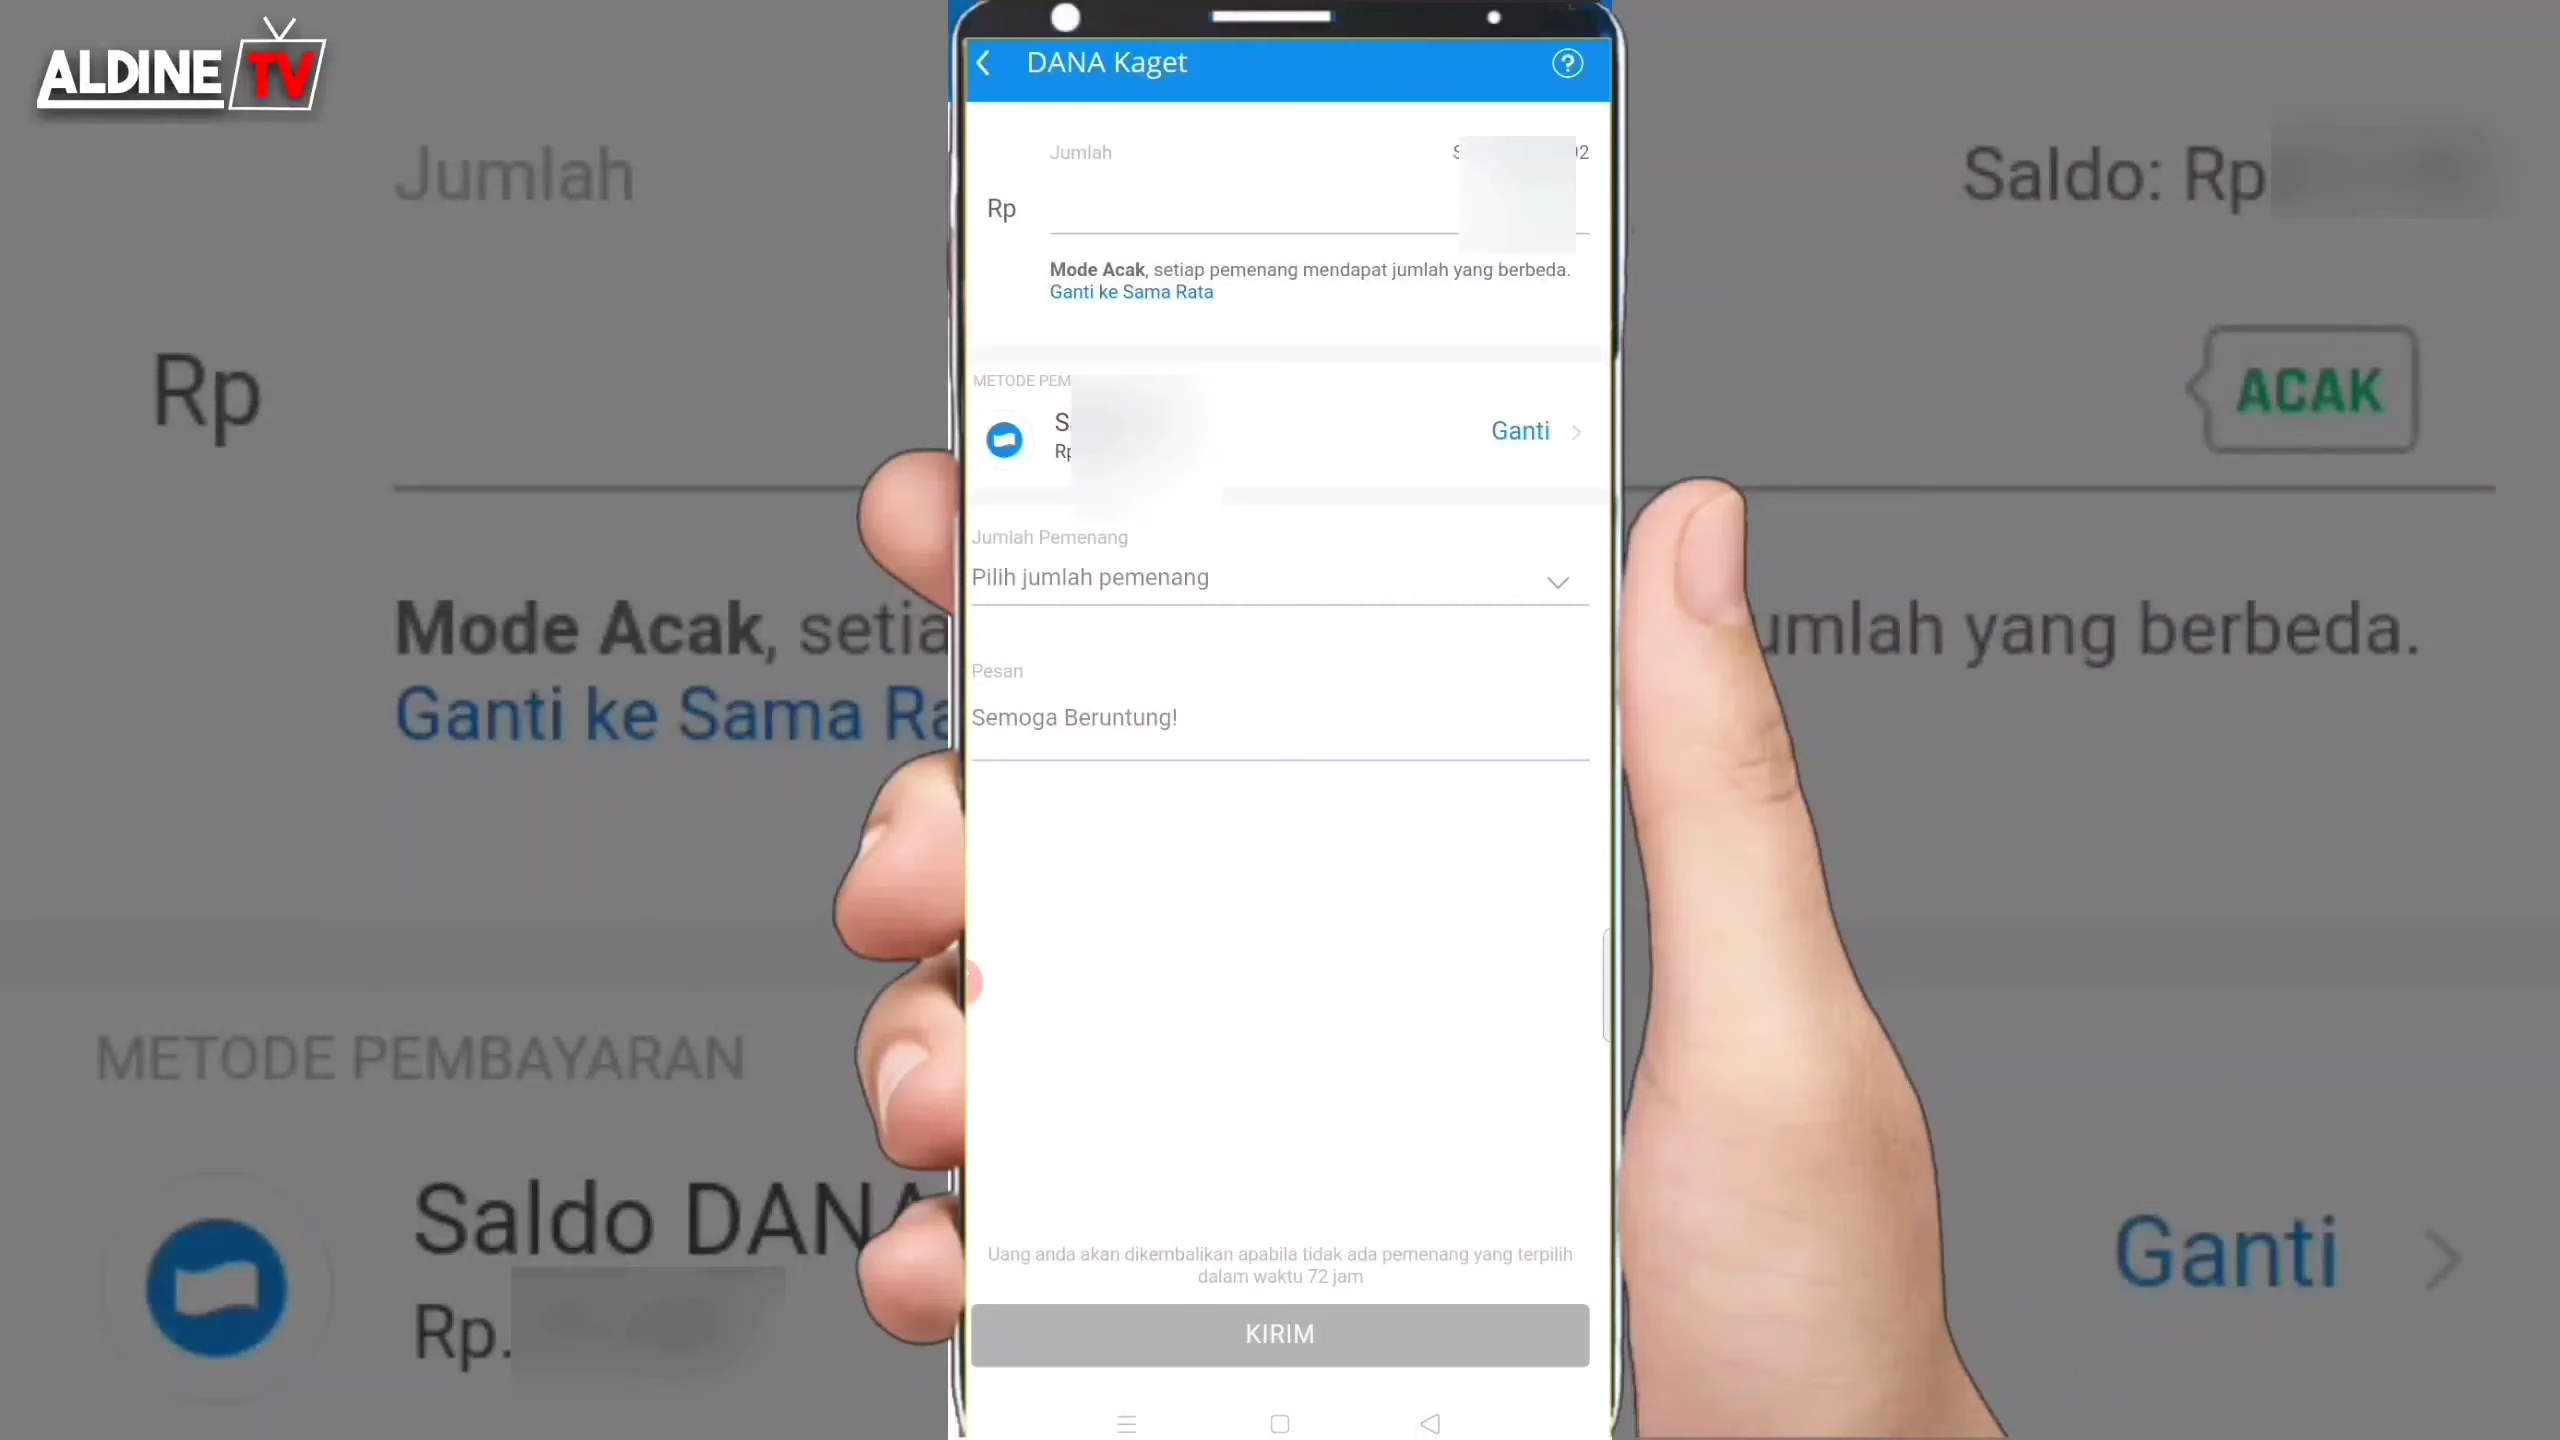 ALDINE TV
DANA Kaget
Jumlah
Rp
Mode Acak, setiap pemenang mendapat jumlah yang berbeda.
Ganti ke Sama Rata
METODE PEM
Ganti
Jumlah Pemenang
Pilih jumlah pemenang
Pesan
Semoga Beruntung!
Uang anda akan dikembalikan apabila tidak ada pemenang yang terpilih
dalam waktu 72 jam
KIRIM
Jumlah
Saldo: Rp
Rp
ACAK
Mode Acak, setia
umlah yang berbeda.
Ganti ke Sama Ra
METODE PEMBAYARAN
Saldo DANA
Rp.
Ganti